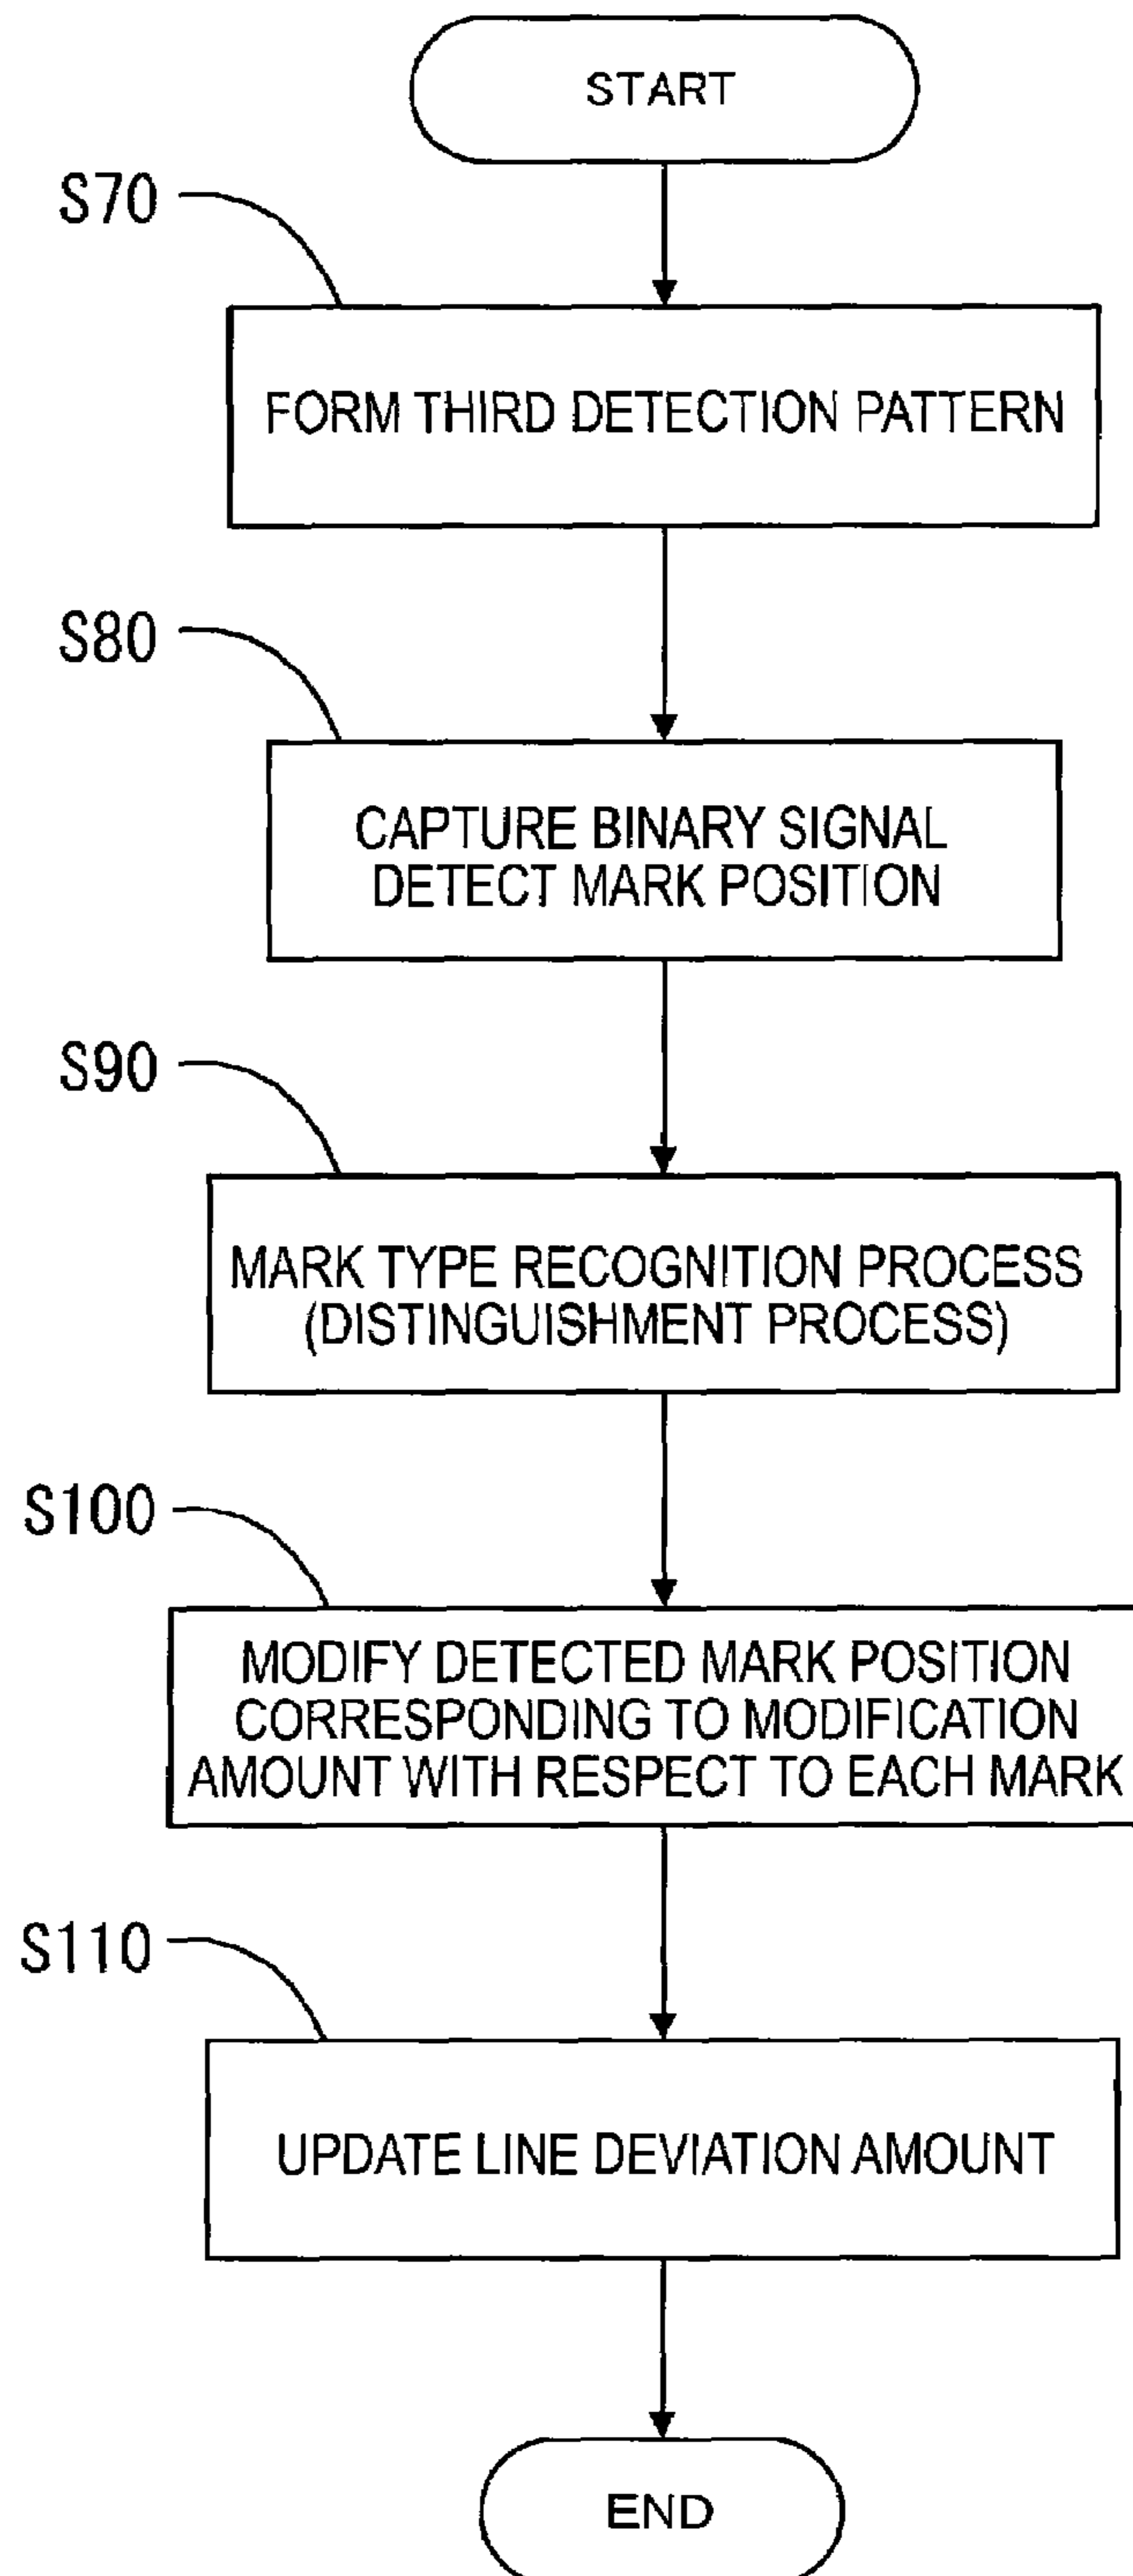 START
S70
FORM THIRD DETECTION PATTERN
S80
CAPTURE BINARY SIGNAL
DETECT MARK POSITION
S90
MARK TYPE RECOGNITION PROCESS
(DISTINGUISHMENT PROCESS)
S100
MODIFY DETECTED MARK POSITION
CORRESPONDING TO MODIFICATION
AMOUNT WITH RESPECT TO EACH MARK
S110
UPDATE LINE DEVIATION AMOUNT
END